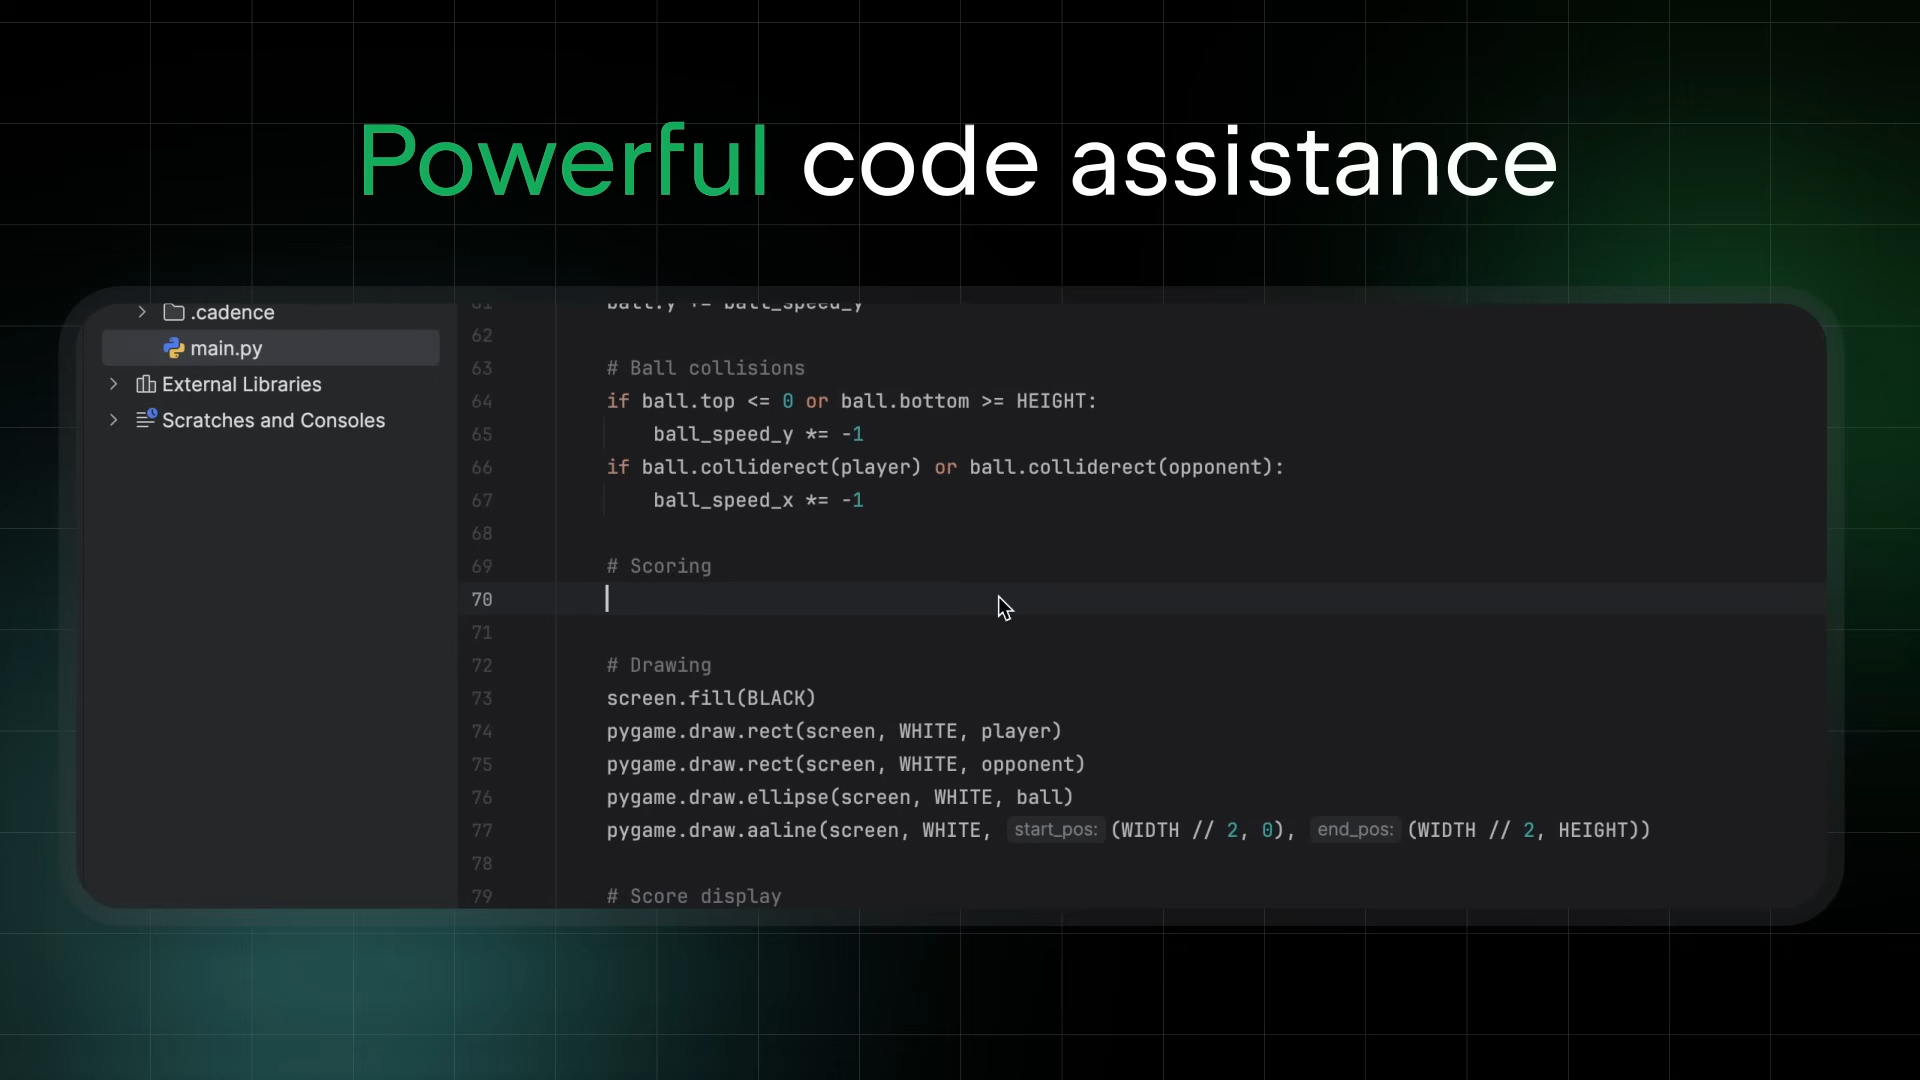 Powerful code assistance
.cadence
main.py
External Libraries
Scratches and Consoles
61 ball.y += ball_speed_y
62
63 # Ball collisions
64 if ball.top <= 0 or ball.bottom >= HEIGHT:
65 ball_speed_y *= -1
66 if ball.colliderect(player) or ball.colliderect(opponent):
67 ball_speed_x *= -1
68
69 # Scoring
70
71
72 # Drawing
73 screen.fill(BLACK)
74 pygame.draw.rect(screen, WHITE, player)
75 pygame.draw.rect(screen, WHITE, opponent)
76 pygame.draw.ellipse(screen, WHITE, ball)
77 pygame.draw.aaline(screen, WHITE, start_pos: (WIDTH // 2, 0), end_pos: (WIDTH // 2, HEIGHT))
78
79 # Score display